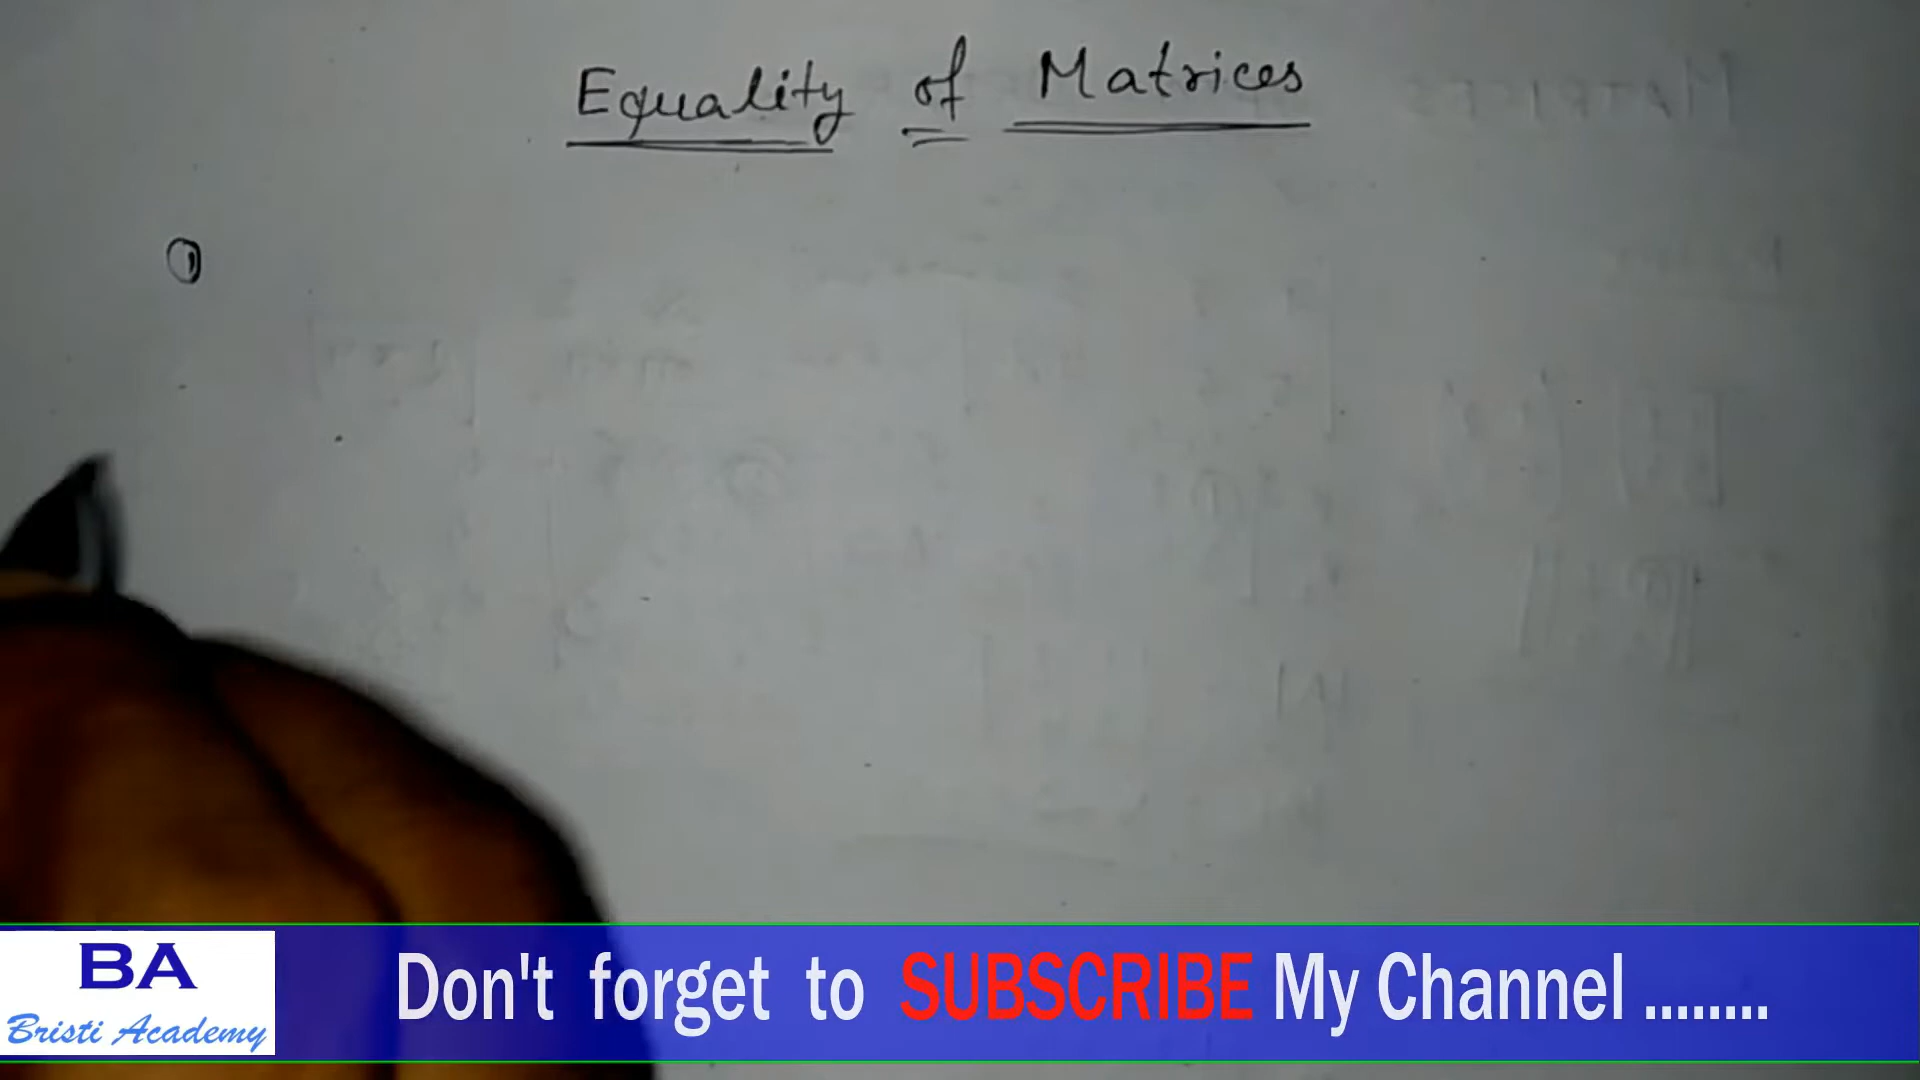 Equality of Matrices
①
BA
Bristi Academy
Don't forget to SUBSCRIBE My Channel ........